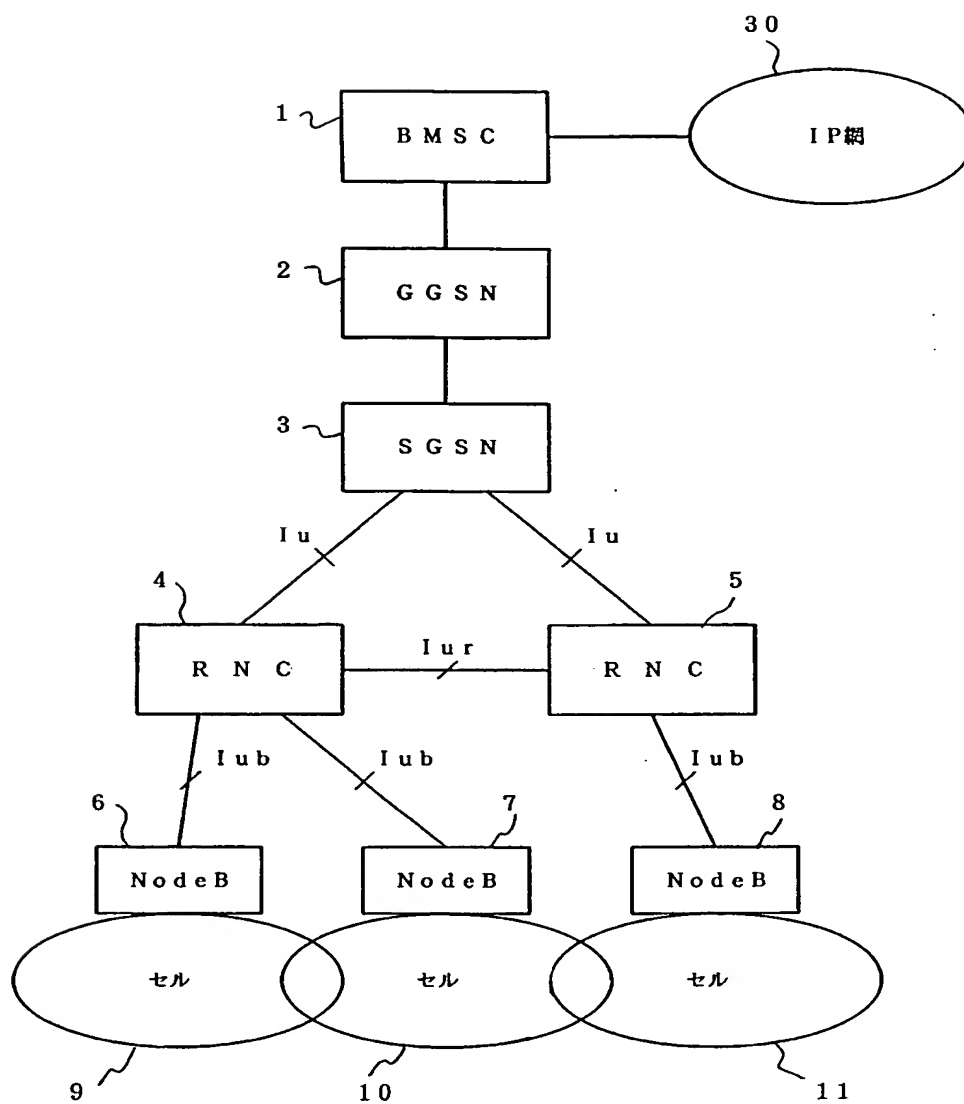 30
1
BMSC
IP網
2
GGSN
3
SGSN
Iu
Iu
4
5
RNC
Iur
RNC
Iub
Iub
Iub
6
7
8
NodeB
NodeB
NodeB
セル
セル
セル
9
10
11